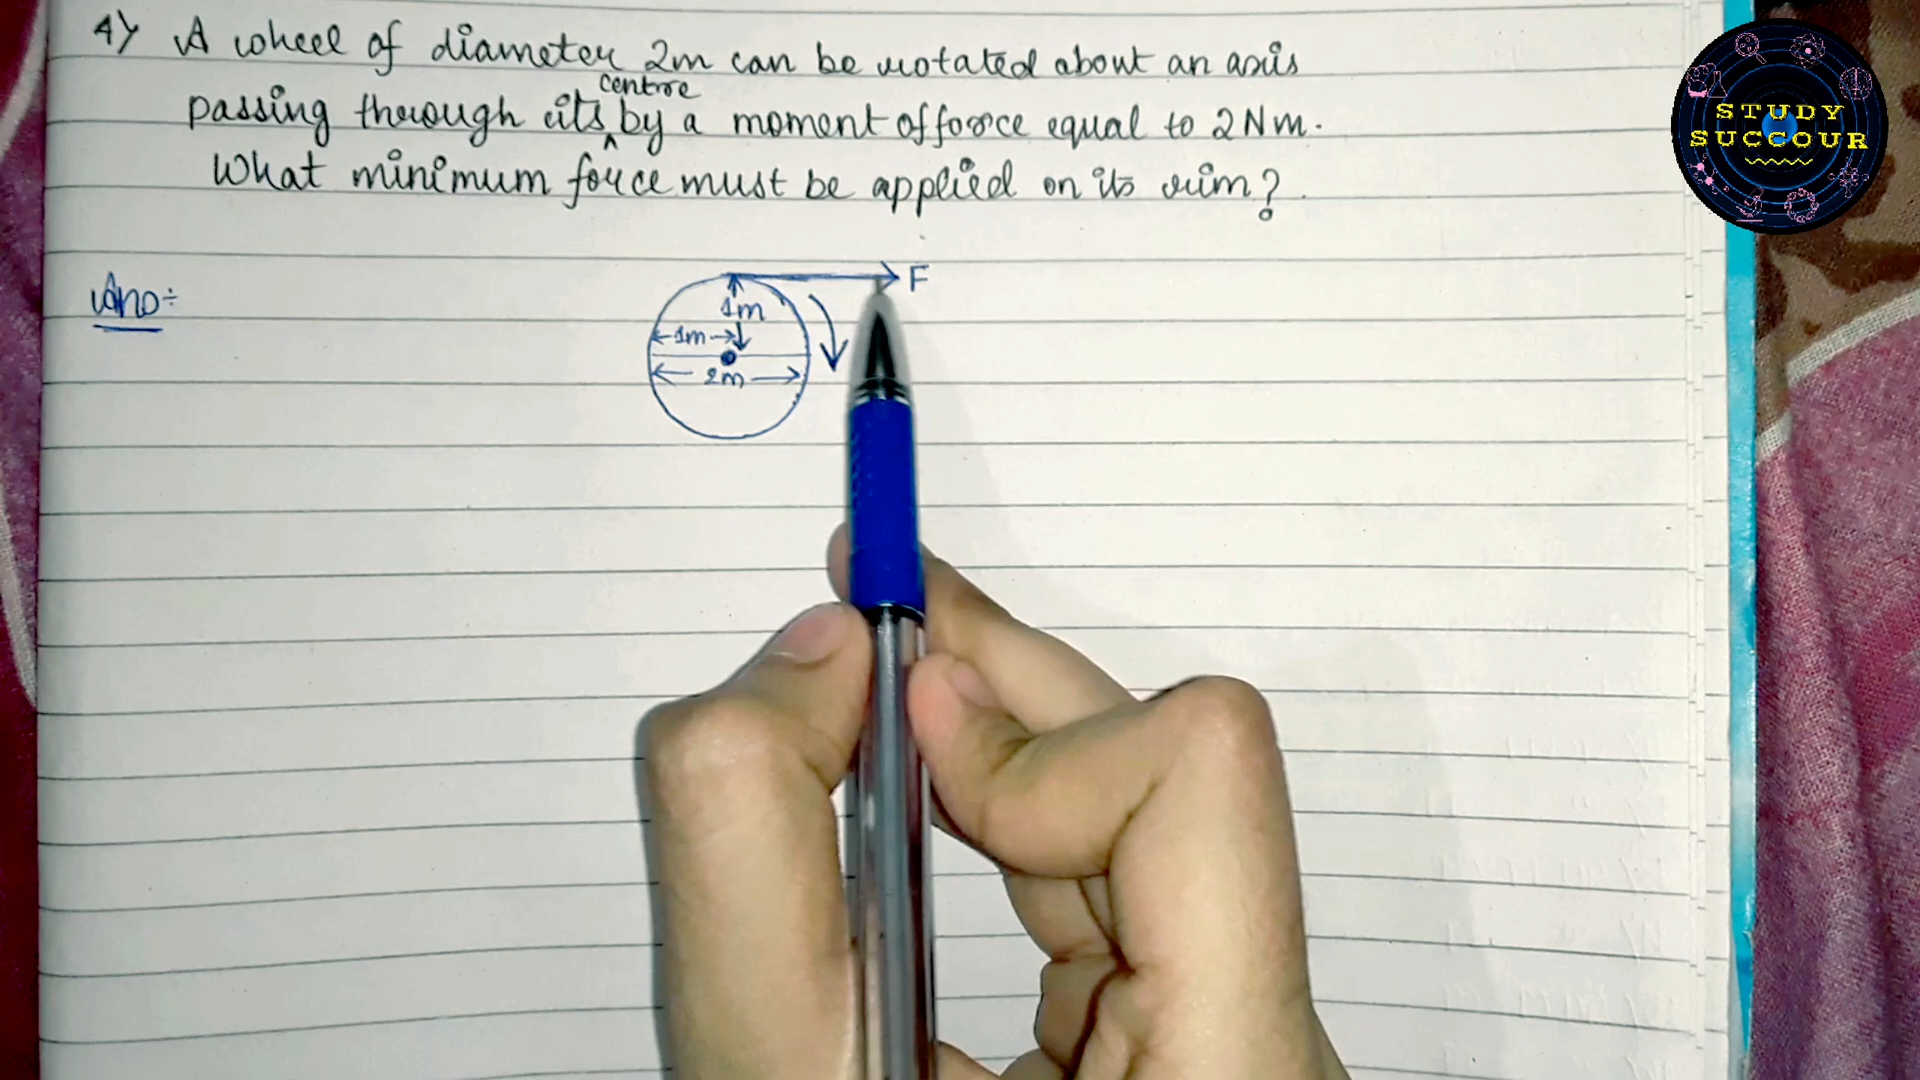 4) A wheel of diameter 2m can be rotated about an axis
centre
passing through its ^ by a moment of force equal to 2Nm.
What minimum force must be applied on its rim?
Ans÷
F
1m
1m
2m
STUDY
SUCCOUR